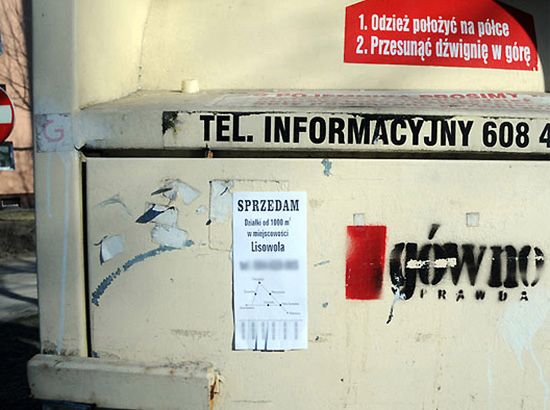 1. Odzież położyć na półce
2. Przesunąć dźwignię w górę
PROSIMY
TEL. INFORMACYJNY 608 4
G
SPRZEDAM
Działki od 1000 m²
w miejscowości
Lisowola
gówno
PRAWDA